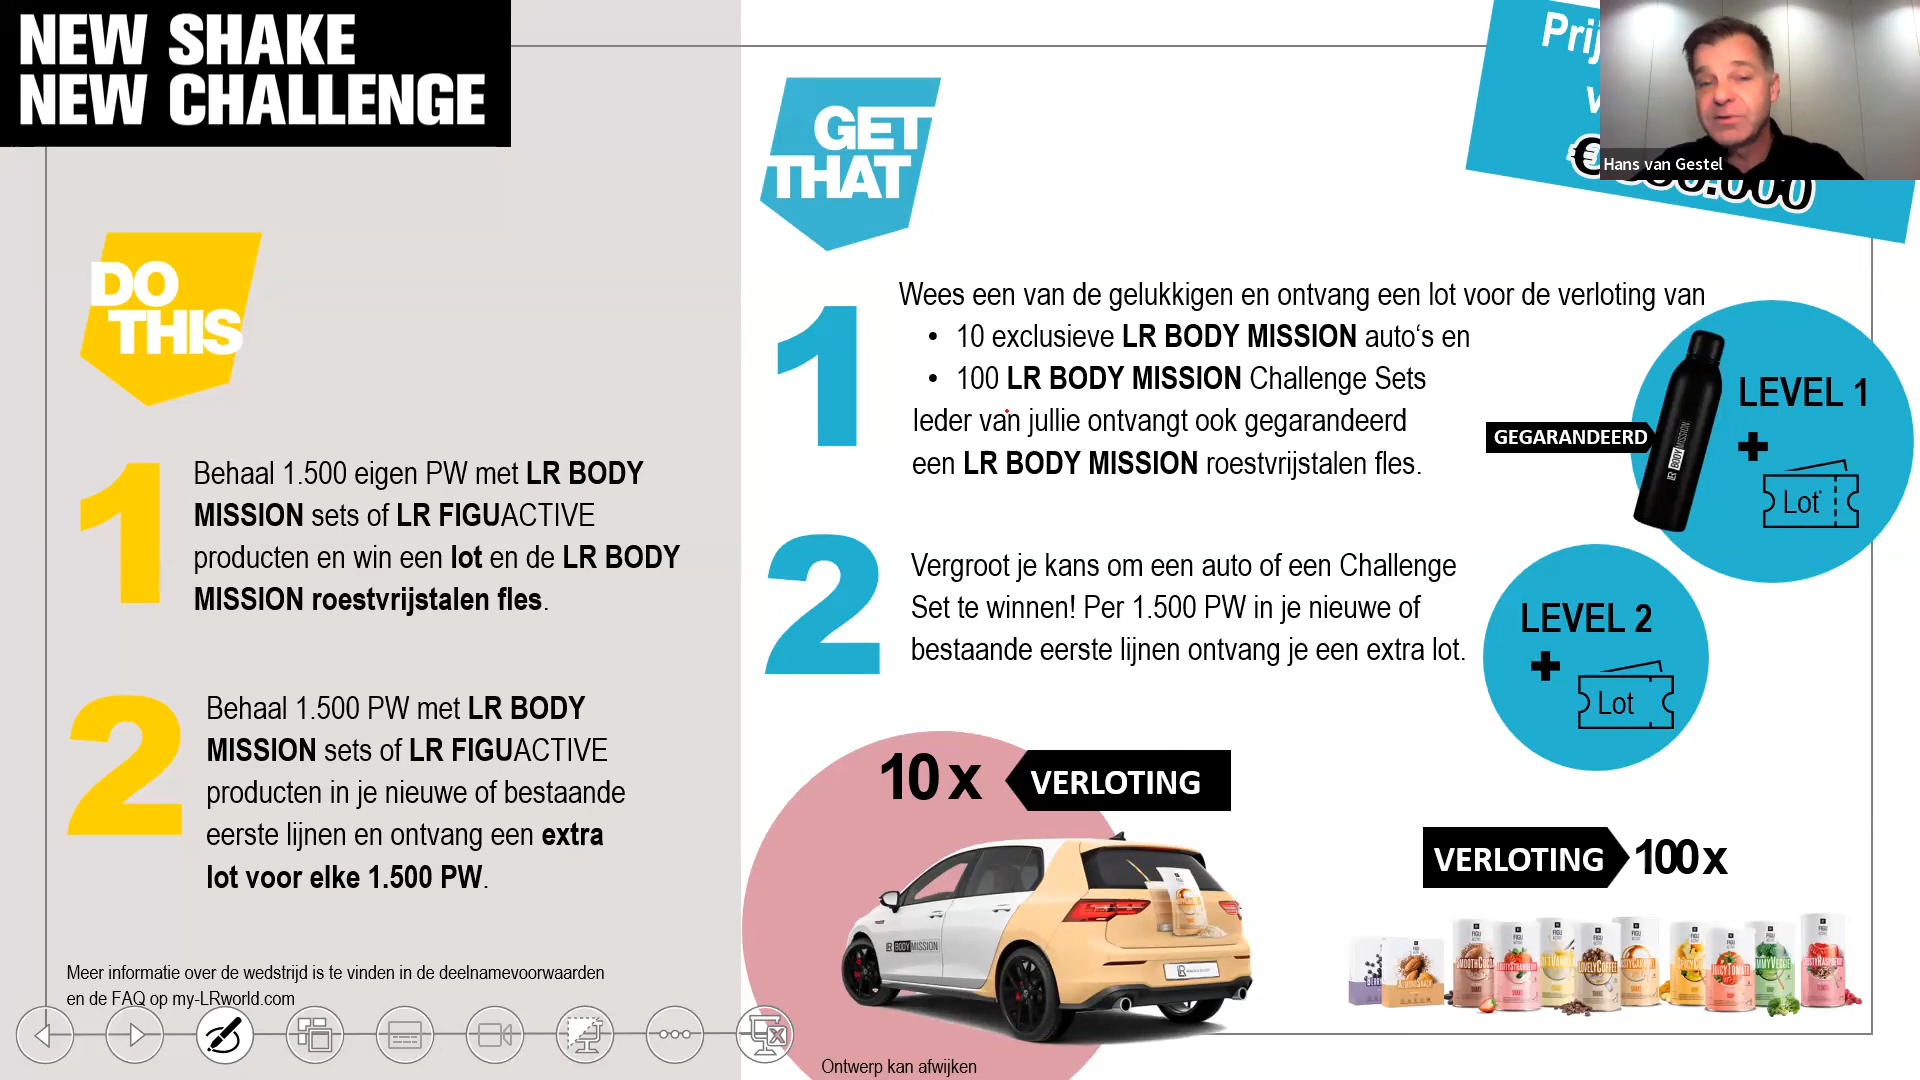 NEW SHAKE
NEW CHALLENGE
DO
THIS
1
Behaal 1.500 eigen PW met LR BODY
MISSION sets of LR FIGUACTIVE
producten en win een lot en de LR BODY
MISSION roestvrijstalen fles.
2
Behaal 1.500 PW met LR BODY
MISSION sets of LR FIGUACTIVE
producten in je nieuwe of bestaande
eerste lijnen en ontvang een extra
lot voor elke 1.500 PW.
Meer informatie over de wedstrijd is te vinden in de deelnamevoorwaarden
en de FAQ op my-LRworld.com
GET
THAT
Hans van Gestel
1
Wees een van de gelukkigen en ontvang een lot voor de verloting van
• 10 exclusieve LR BODY MISSION auto‘s en
• 100 LR BODY MISSION Challenge Sets
Ieder van jullie ontvangt ook gegarandeerd
een LR BODY MISSION roestvrijstalen fles.
GEGARANDEERD
LR BODY MISSION
LEVEL 1
+
Lot
2
Vergroot je kans om een auto of een Challenge
Set te winnen! Per 1.500 PW in je nieuwe of
bestaande eerste lijnen ontvang je een extra lot.
LEVEL 2
+
Lot
10 x
VERLOTING
LR BODY MISSION
VERLOTING
100 x
Ontwerp kan afwijken